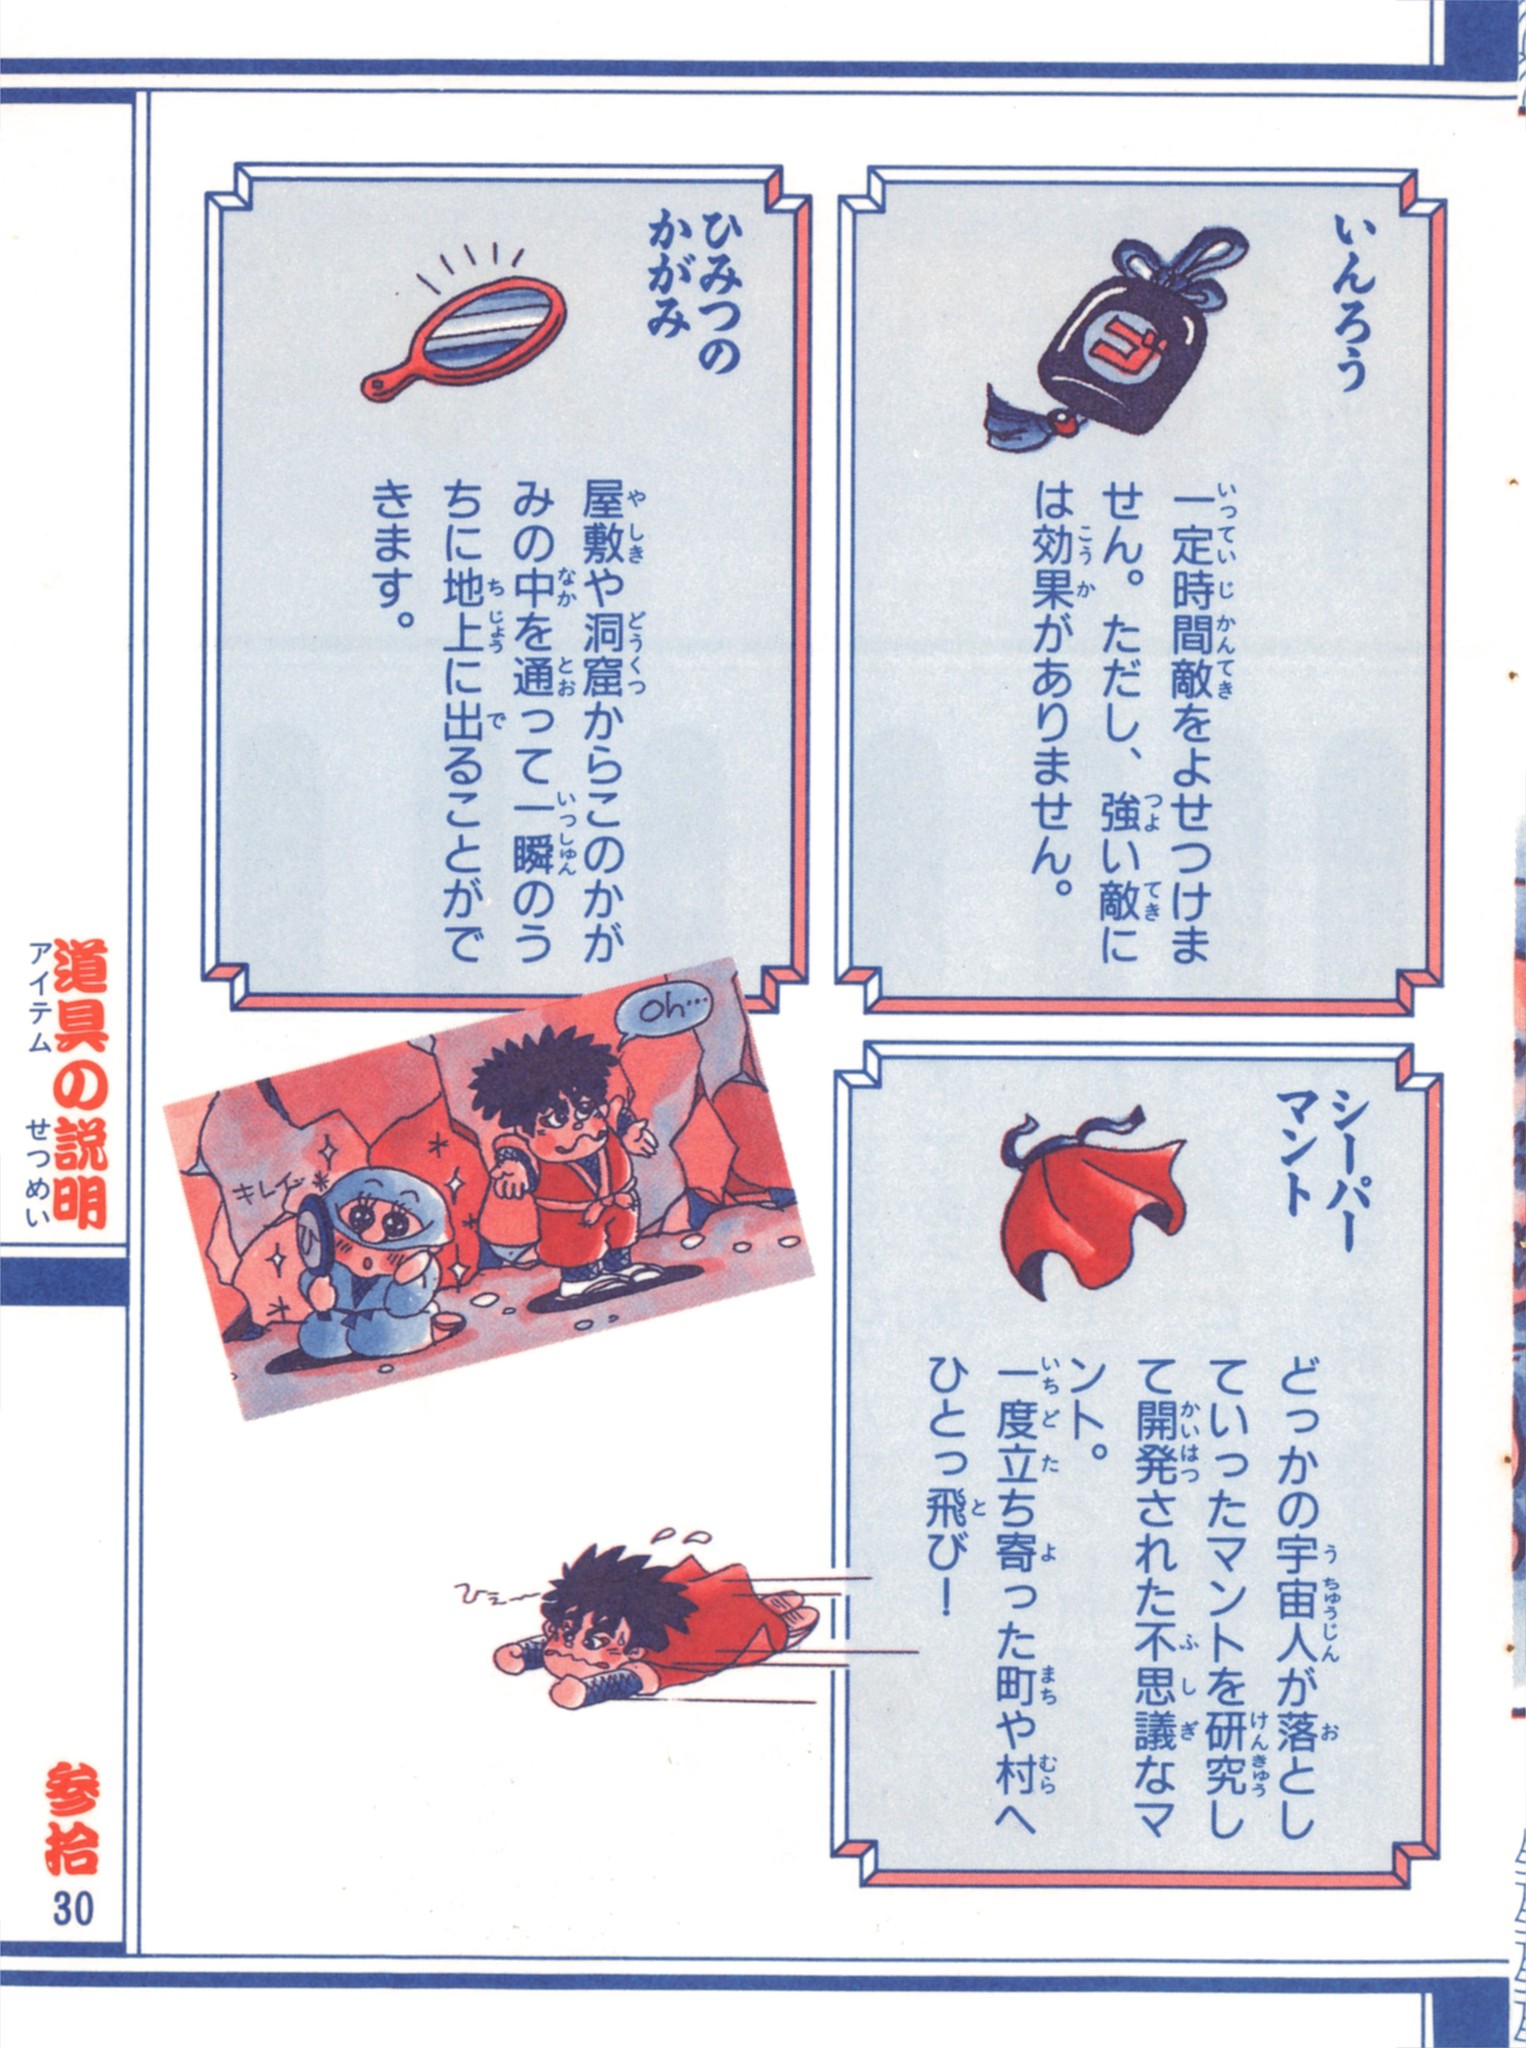 いんろう
コ
一定時間敵をよせつけま
せん。ただし、強い敵に
は効果がありません。
ひみつの
かがみ
屋敷や洞窟からこのかが
みの中を通って一瞬のう
ちに地上に出ることがで
きます。
シーパー
マント
どっかの宇宙人が落とし
ていったマントを研究し
て開発された不思議なマ
ント。
一度立ち寄った町や村へ
ひとっ飛び！
Oh…
キレイ
ひ
ひぇ〜
道具の説明
アイテム せつめい
参拾
30